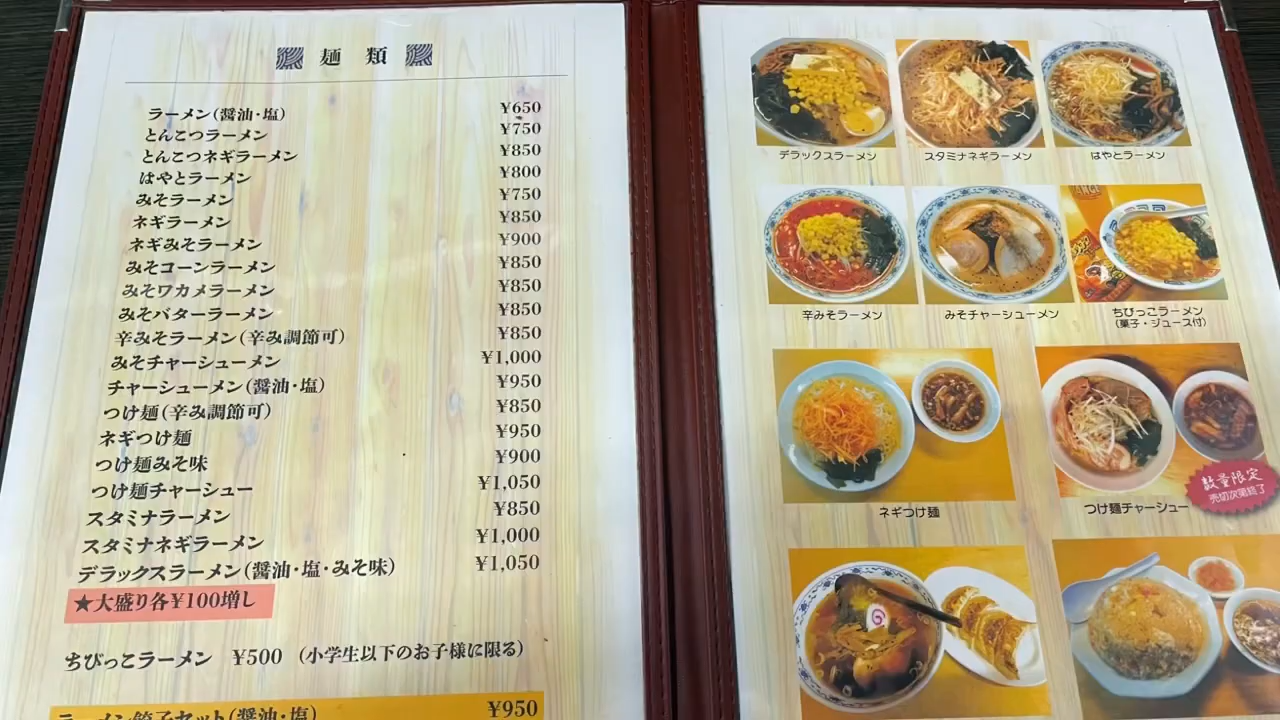 麺 類
ラーメン(醤油・塩) ¥650
とんこつラーメン ¥750
とんこつネギラーメン ¥850
はやとラーメン ¥800
みそラーメン ¥750
ネギラーメン ¥850
ネギみそラーメン ¥900
みそコーンラーメン ¥850
みそワカメラーメン ¥850
みそバターラーメン ¥850
辛みそラーメン(辛み調節可) ¥850
みそチャーシューメン ¥1,000
チャーシューメン(醤油・塩) ¥950
つけ麺(辛み調節可) ¥850
ネギつけ麺 ¥950
つけ麺みそ味 ¥900
つけ麺チャーシュー ¥1,050
スタミナラーメン ¥850
スタミナネギラーメン ¥1,000
デラックスラーメン(醤油・塩・みそ味) ¥1,050
★大盛り各¥100増し
ちびっこラーメン ¥500 (小学生以下のお子様に限る)
ラーメン餃子セット(醤油・塩) ¥950
デラックスラーメン スタミナネギラーメン はやとラーメン
辛みそラーメン みそチャーシューメン ちびっこラーメン
(菓子・ジュース付)
ネギつけ麺 つけ麺チャーシュー
数量限定
売切次第終了